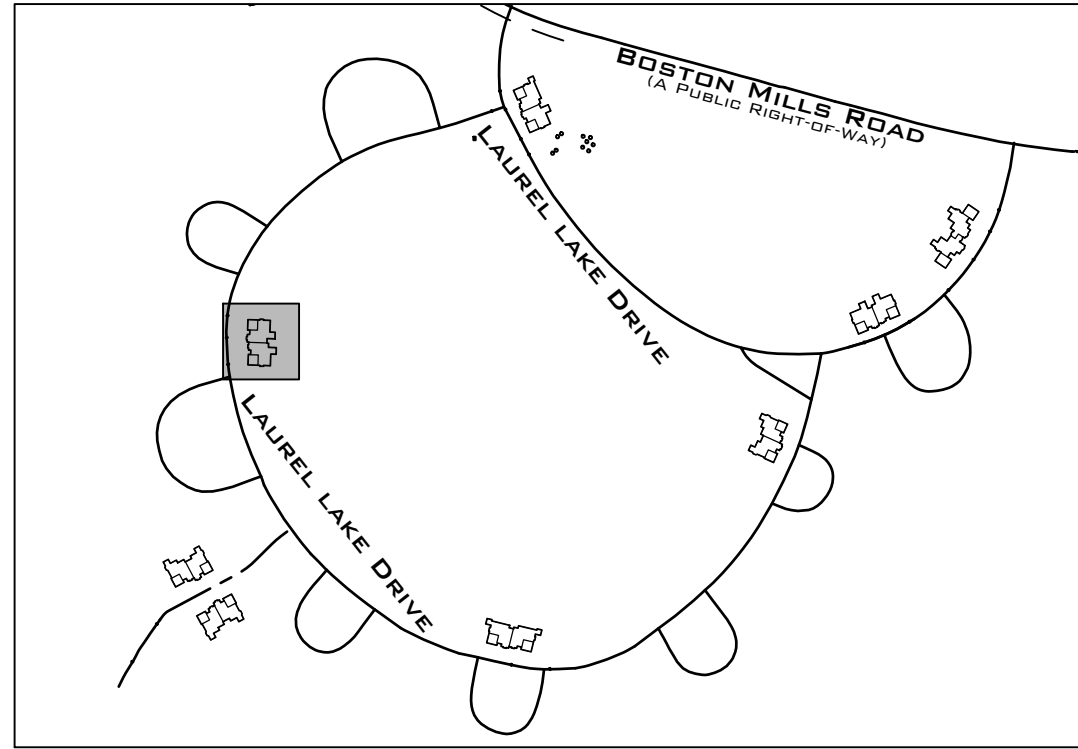 BOSTON MILLS ROAD
(A PUBLIC RIGHT-OF-WAY)
LAUREL LAKE DRIVE
LAUREL LAKE DRIVE